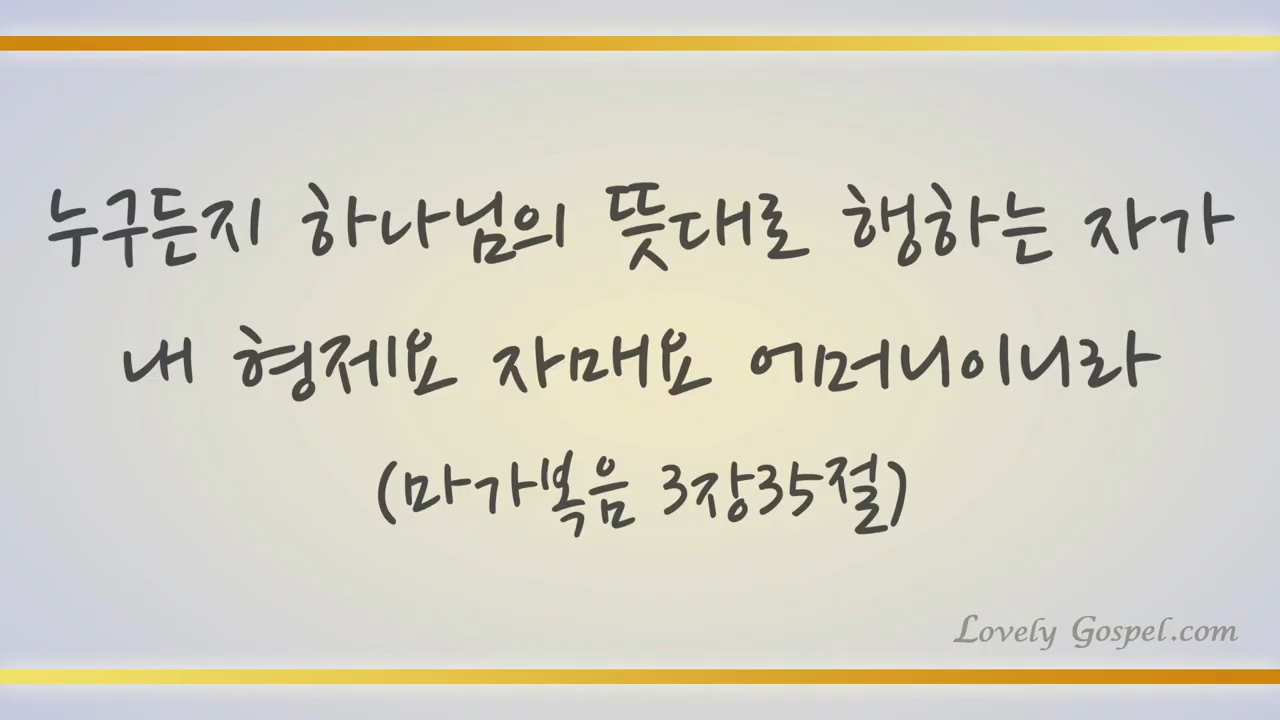 누구든지 하나님의 뜻대로 행하는 자가
내 형제요 자매요 어머니이니라
(마가복음 3장35절)
Lovely Gospel.com